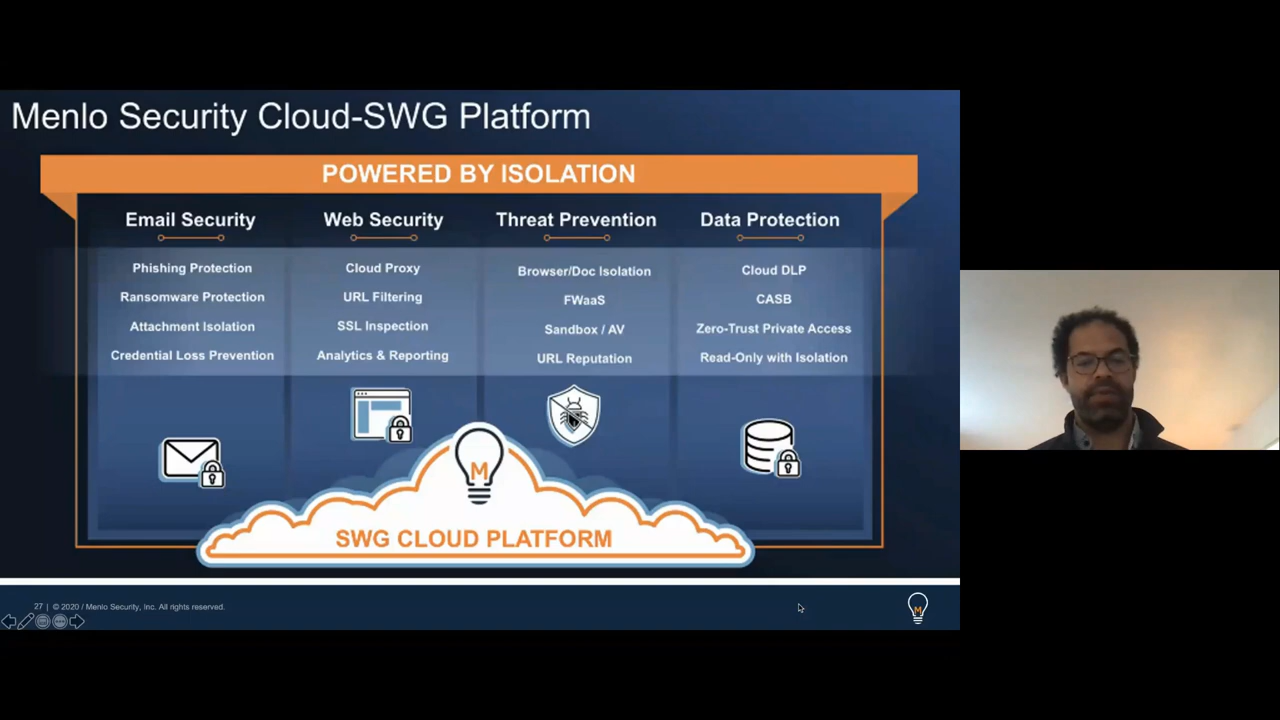 Menlo Security Cloud-SWG Platform
POWERED BY ISOLATION
Email Security
Phishing Protection
Ransomware Protection
Attachment Isolation
Credential Loss Prevention
Web Security
Cloud Proxy
URL Filtering
SSL Inspection
Analytics & Reporting
Threat Prevention
Browser/Doc Isolation
FWaaS
Sandbox / AV
URL Reputation
Data Protection
Cloud DLP
CASB
Zero-Trust Private Access
Read-Only with Isolation
M
SWG CLOUD PLATFORM
27 | © 2020 / Menlo Security, Inc. All rights reserved.
M